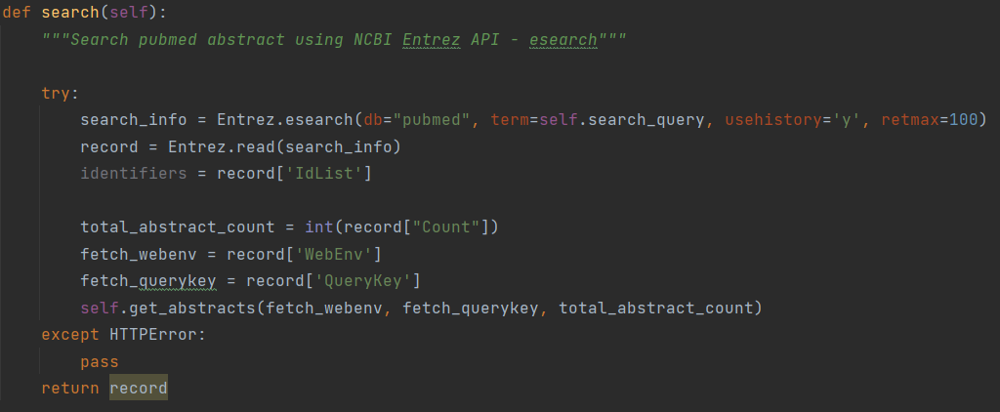 def search(self):
    """Search pubmed abstract using NCBI Entrez API - esearch"""
    try:
        search_info = Entrez.esearch(db="pubmed", term=self.search_query, usehistory='y', retmax=100)
        record = Entrez.read(search_info)
        identifiers = record['IdList']
        total_abstract_count = int(record["Count"])
        fetch_webenv = record['WebEnv']
        fetch_querykey = record['QueryKey']
        self.get_abstracts(fetch_webenv, fetch_querykey, total_abstract_count)
    except HTTPError:
        pass
    return record